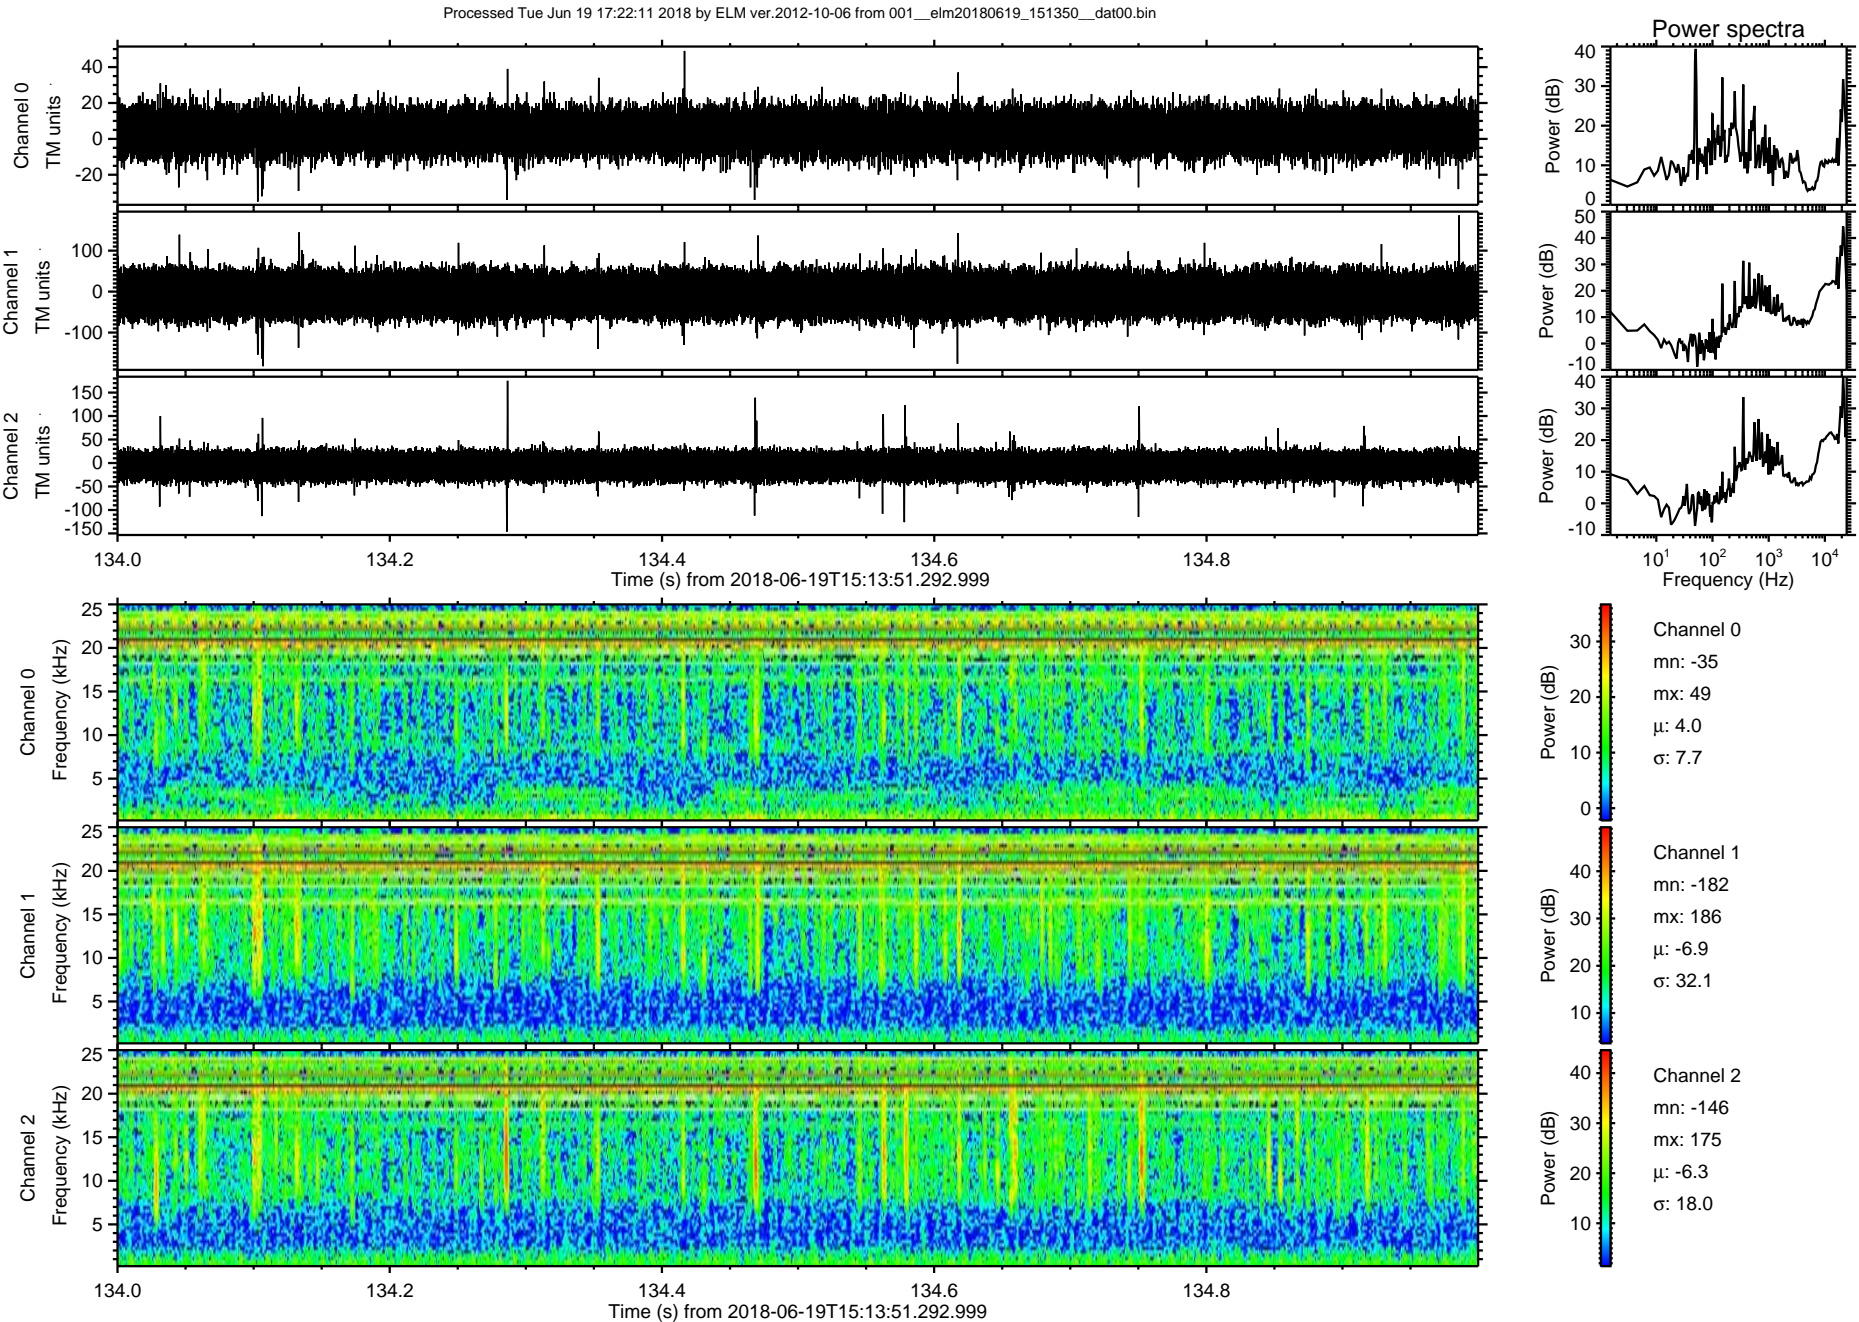 Processed Tue Jun 19 17:22:11 2018 by ELM ver.2012-10-06 from 001__elm20180619_151350__dat00.bin
Power spectra
Channel 0
TM units
40
20
0
-20
Power (dB)
40
30
20
10
0
Channel 1
TM units
100
0
-100
Power (dB)
50
40
30
20
10
0
-10
Channel 2
TM units
150
100
50
0
-50
-100
-150
Power (dB)
40
30
20
10
0
-10
134.0 134.2 134.4 134.6 134.8
Time (s) from 2018-06-19T15:13:51.292.999
10¹ 10² 10³ 10⁴
Frequency (Hz)
Channel 0
Frequency (kHz)
25
20
15
10
5
Power (dB)
30
20
10
0
Channel 0
mn: -35
mx: 49
μ: 4.0
σ: 7.7
Channel 1
Frequency (kHz)
25
20
15
10
5
Power (dB)
40
30
20
10
Channel 1
mn: -182
mx: 186
μ: -6.9
σ: 32.1
Channel 2
Frequency (kHz)
25
20
15
10
5
Power (dB)
40
30
20
10
Channel 2
mn: -146
mx: 175
μ: -6.3
σ: 18.0
134.0 134.2 134.4 134.6 134.8
Time (s) from 2018-06-19T15:13:51.292.999